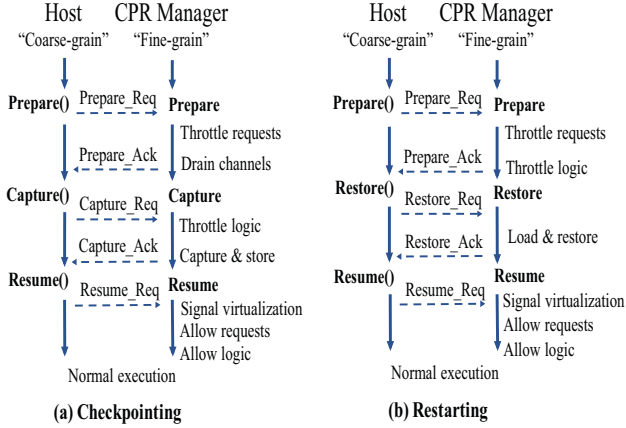 Host CPR Manager
“Coarse-grain” “Fine-grain”
Prepare() Prepare_Req Prepare
Throttle requests
Prepare_Ack Drain channels
Capture() Capture_Req Capture
Throttle logic
Capture_Ack Capture & store
Resume() Resume_Req Resume
Signal virtualization
Allow requests
Allow logic
Normal execution
(a) Checkpointing
Host CPR Manager
“Coarse-grain” “Fine-grain”
Prepare() Prepare_Req Prepare
Throttle requests
Prepare_Ack Throttle logic
Restore() Restore_Req Restore
Restore_Ack Load & restore
Resume() Resume_Req Resume
Signal virtualization
Allow requests
Allow logic
Normal execution
(b) Restarting